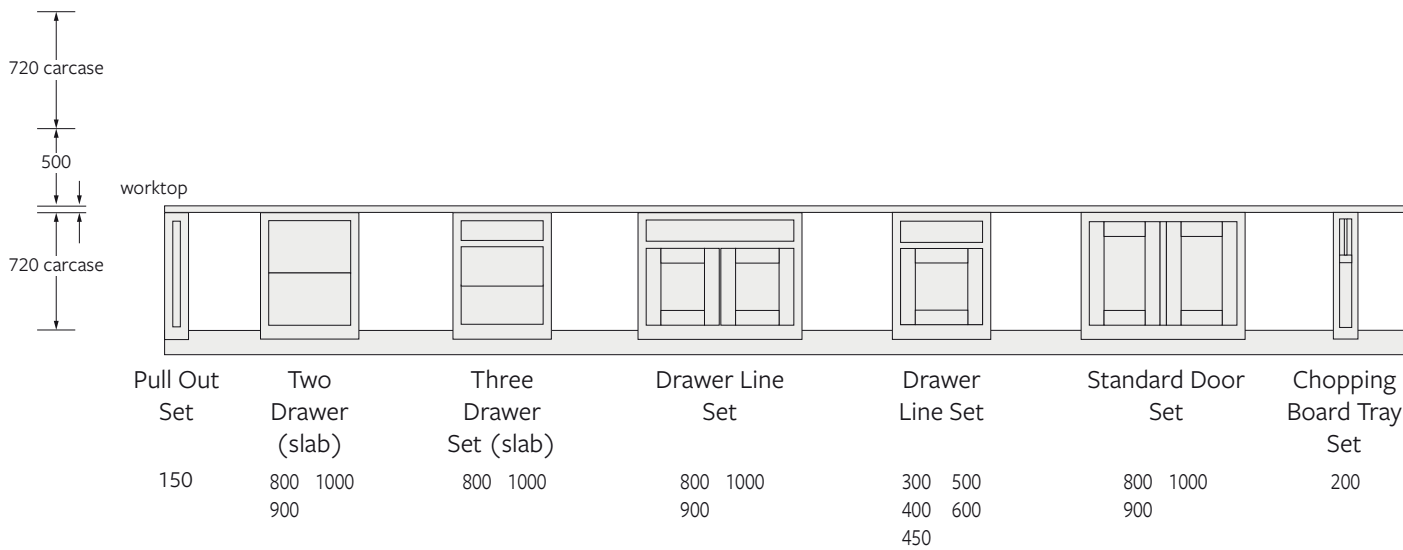 720 carcase
500
worktop
720 carcase
Pull Out
Set
150
Two
Drawer
(slab)
800 1000
900
Three
Drawer
Set (slab)
800 1000
Drawer Line
Set
800 1000
900
Drawer
Line Set
300 500
400 600
450
Standard Door
Set
800 1000
900
Chopping
Board Tray
Set
200